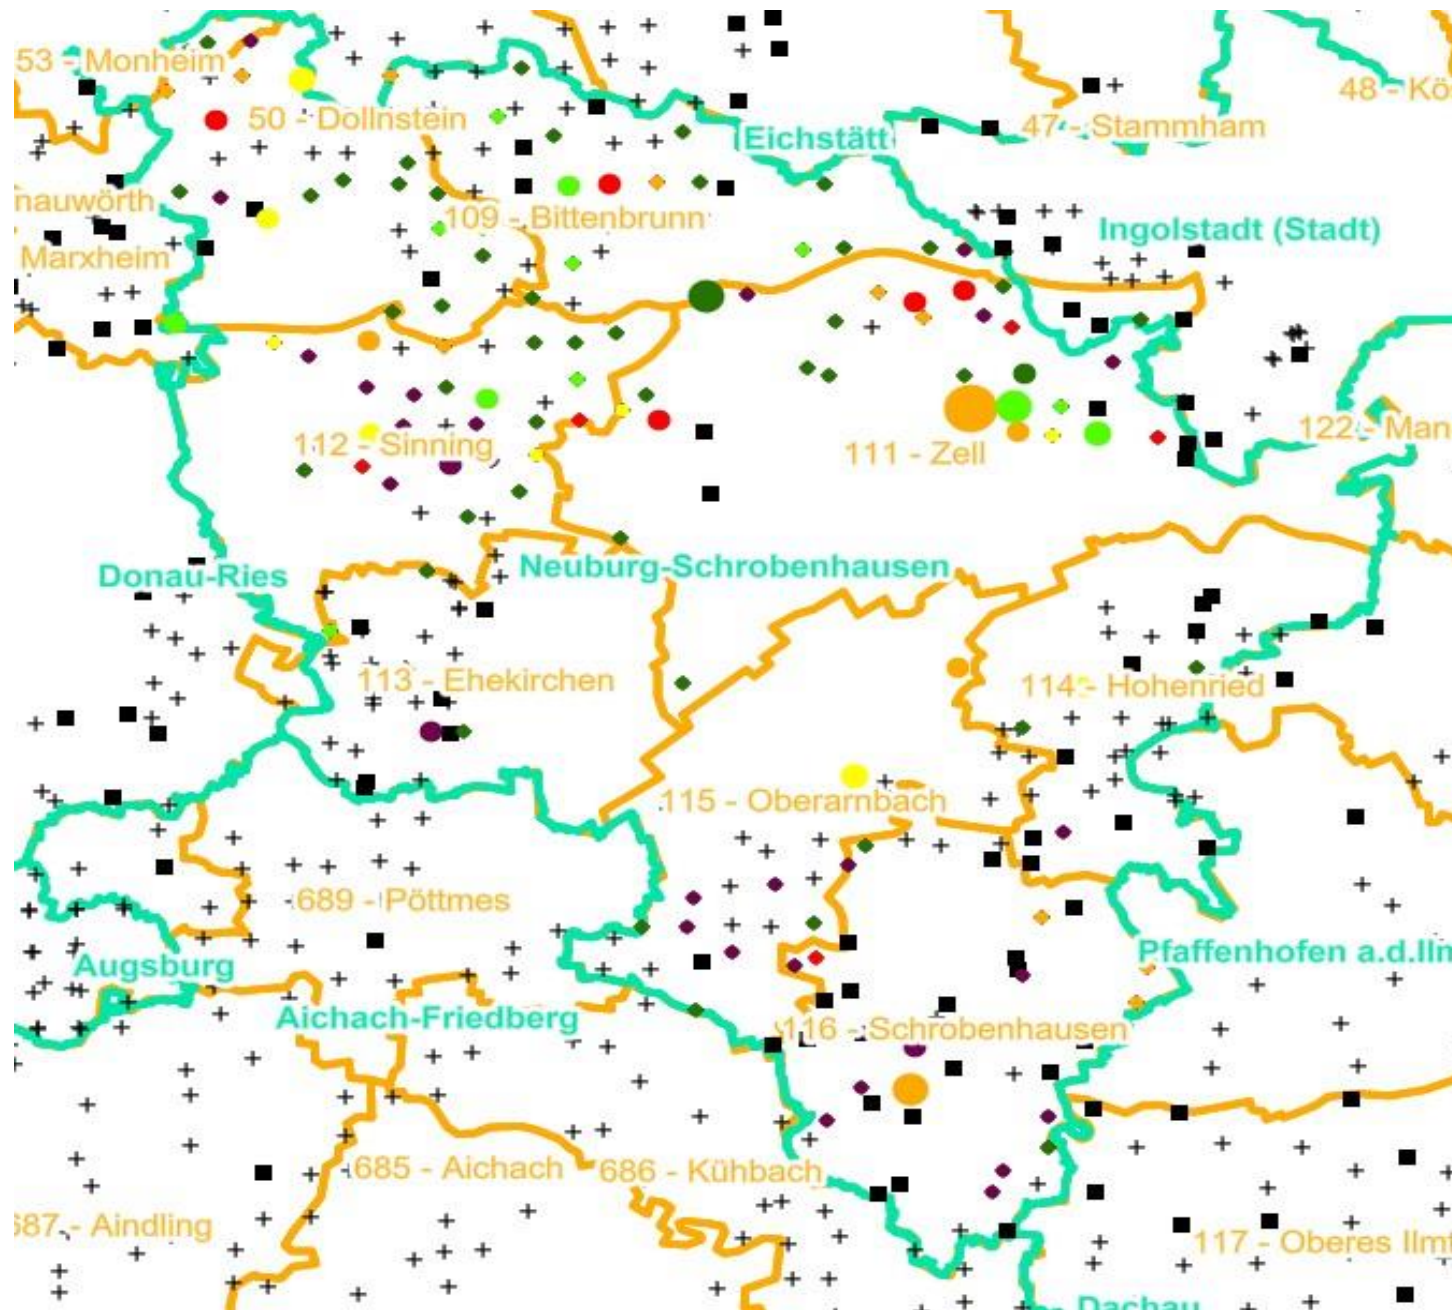 53 - Monheim
48 - Kö
50 - Dollnstein
47 - Stammham
Eichstätt
nauwörth
109 - Bittenbrunn
Ingolstadt (Stadt)
Marxheim
122 - Man
112 - Sinning
111 - Zell
Neuburg-Schrobenhausen
Donau-Ries
113 - Ehekirchen
114 - Hohenried
115 - Oberarnbach
689 - Pöttmes
Pfaffenhofen a.d.Ilm
Augsburg
Aichach-Friedberg
116 - Schrobenhausen
685 - Aichach
686 - Kühbach
687 - Aindling
117 - Oberes Ilmt
Dachau